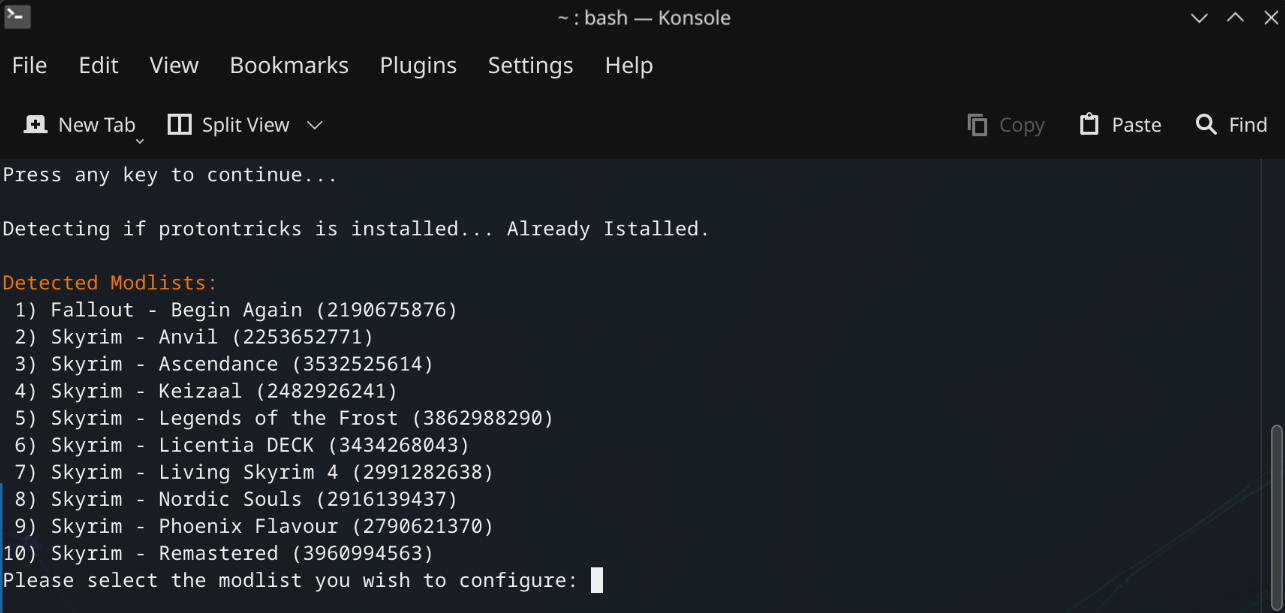 ~ : bash — Konsole
File Edit View Bookmarks Plugins Settings Help
New Tab Split View Copy Paste Find
Press any key to continue...
Detecting if protontricks is installed... Already Istalled.
Detected Modlists:
1) Fallout - Begin Again (2190675876)
2) Skyrim - Anvil (2253652771)
3) Skyrim - Ascendance (3532525614)
4) Skyrim - Keizaal (2482926241)
5) Skyrim - Legends of the Frost (3862988290)
6) Skyrim - Licentia DECK (3434268043)
7) Skyrim - Living Skyrim 4 (2991282638)
8) Skyrim - Nordic Souls (2916139437)
9) Skyrim - Phoenix Flavour (2790621370)
10) Skyrim - Remastered (3960994563)
Please select the modlist you wish to configure: